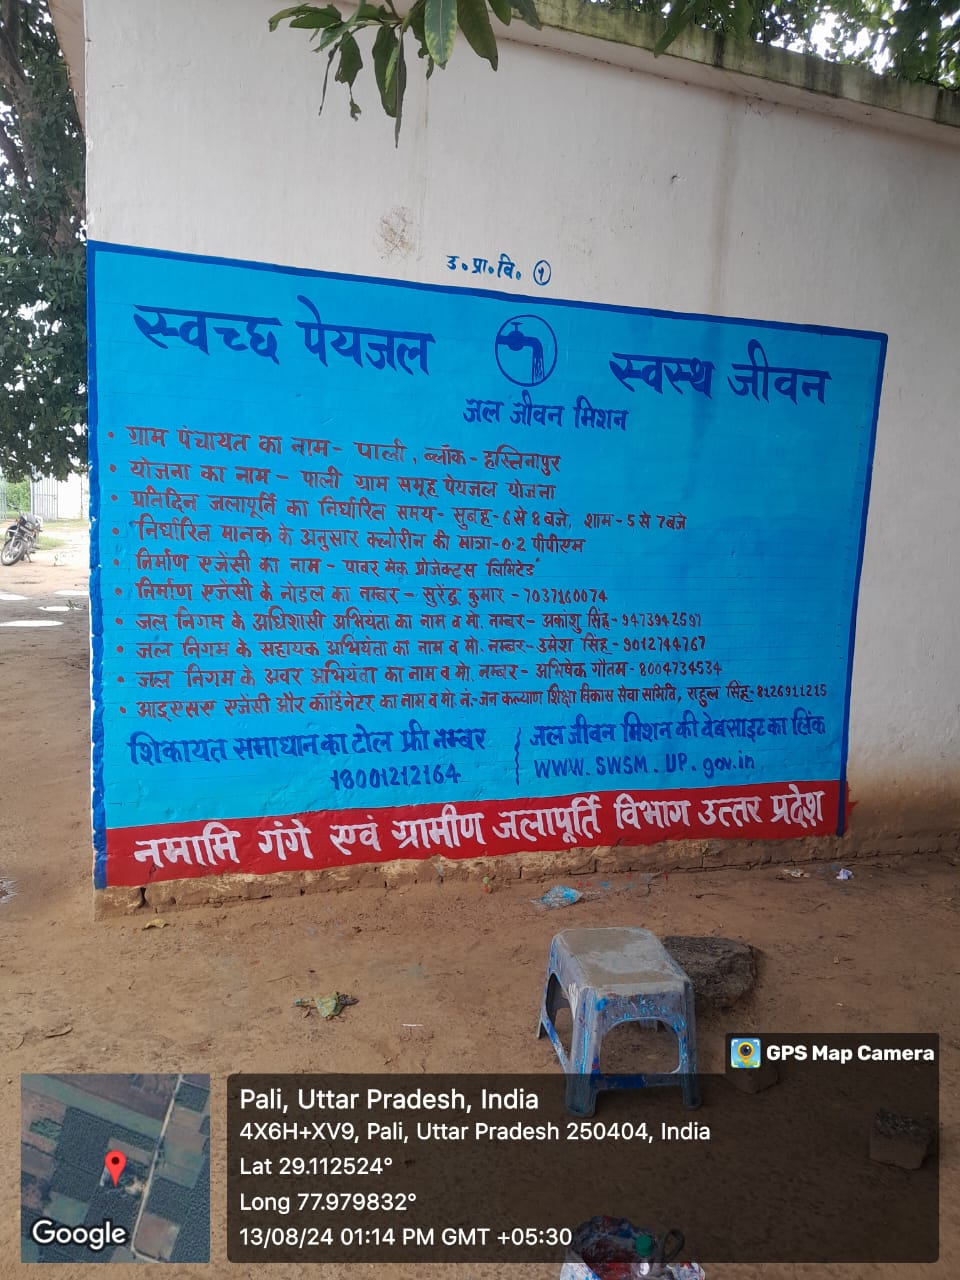 उ.प्रा.वि. १
स्वच्छ पेयजल
स्वस्थ जीवन
जल जीवन मिशन
• ग्राम पंचायत का नाम- पाली, ब्लॉक- हस्तिनापुर
• योजना का नाम - पाली ग्राम समूह पेयजल योजना
• प्रतिदिन जलापूर्ति का निर्धारित समय- सुबह-6 से 8 बजे, शाम-5 से 7 बजे
• निर्धारित मानक के अनुसार क्लोरीन की मात्रा-0.2 पीपीएम
• निर्माण एजेंसी का नाम - पावर मेक प्रोजेक्ट्स लिमिटेड
• निर्माण एजेंसी के नोडल का नम्बर- सुरेंद्र कुमार -7037160074
• जल निगम के अधिशासी अभियंता का नाम व मो. नम्बर- अकाशु सिंह-9473942597
• जल निगम के सहायक अभियंता का नाम व मो. नम्बर- उमेश सिंह-9012744767
• जल निगम के अवर अभियंता का नाम व मो. नम्बर- अभिषेक गौतम-8004734534
• आइएसए एजेंसी और कॉर्डिनेटर का नाम व मो. नं.-जन कल्याण शिक्षा विकास सेवा समिति, राहुल सिंह-8126911215
शिकायत समाधान का टोल फ्री नम्बर
18001212164
जल जीवन मिशन की वेबसाइट का लिंक
WWW.SWSM.UP.gov.in
नमामि गंगे एवं ग्रामीण जलापूर्ति विभाग उत्तर प्रदेश
GPS Map Camera
Pali, Uttar Pradesh, India
4X6H+XV9, Pali, Uttar Pradesh 250404, India
Lat 29.112524°
Long 77.979832°
13/08/24 01:14 PM GMT +05:30
Google